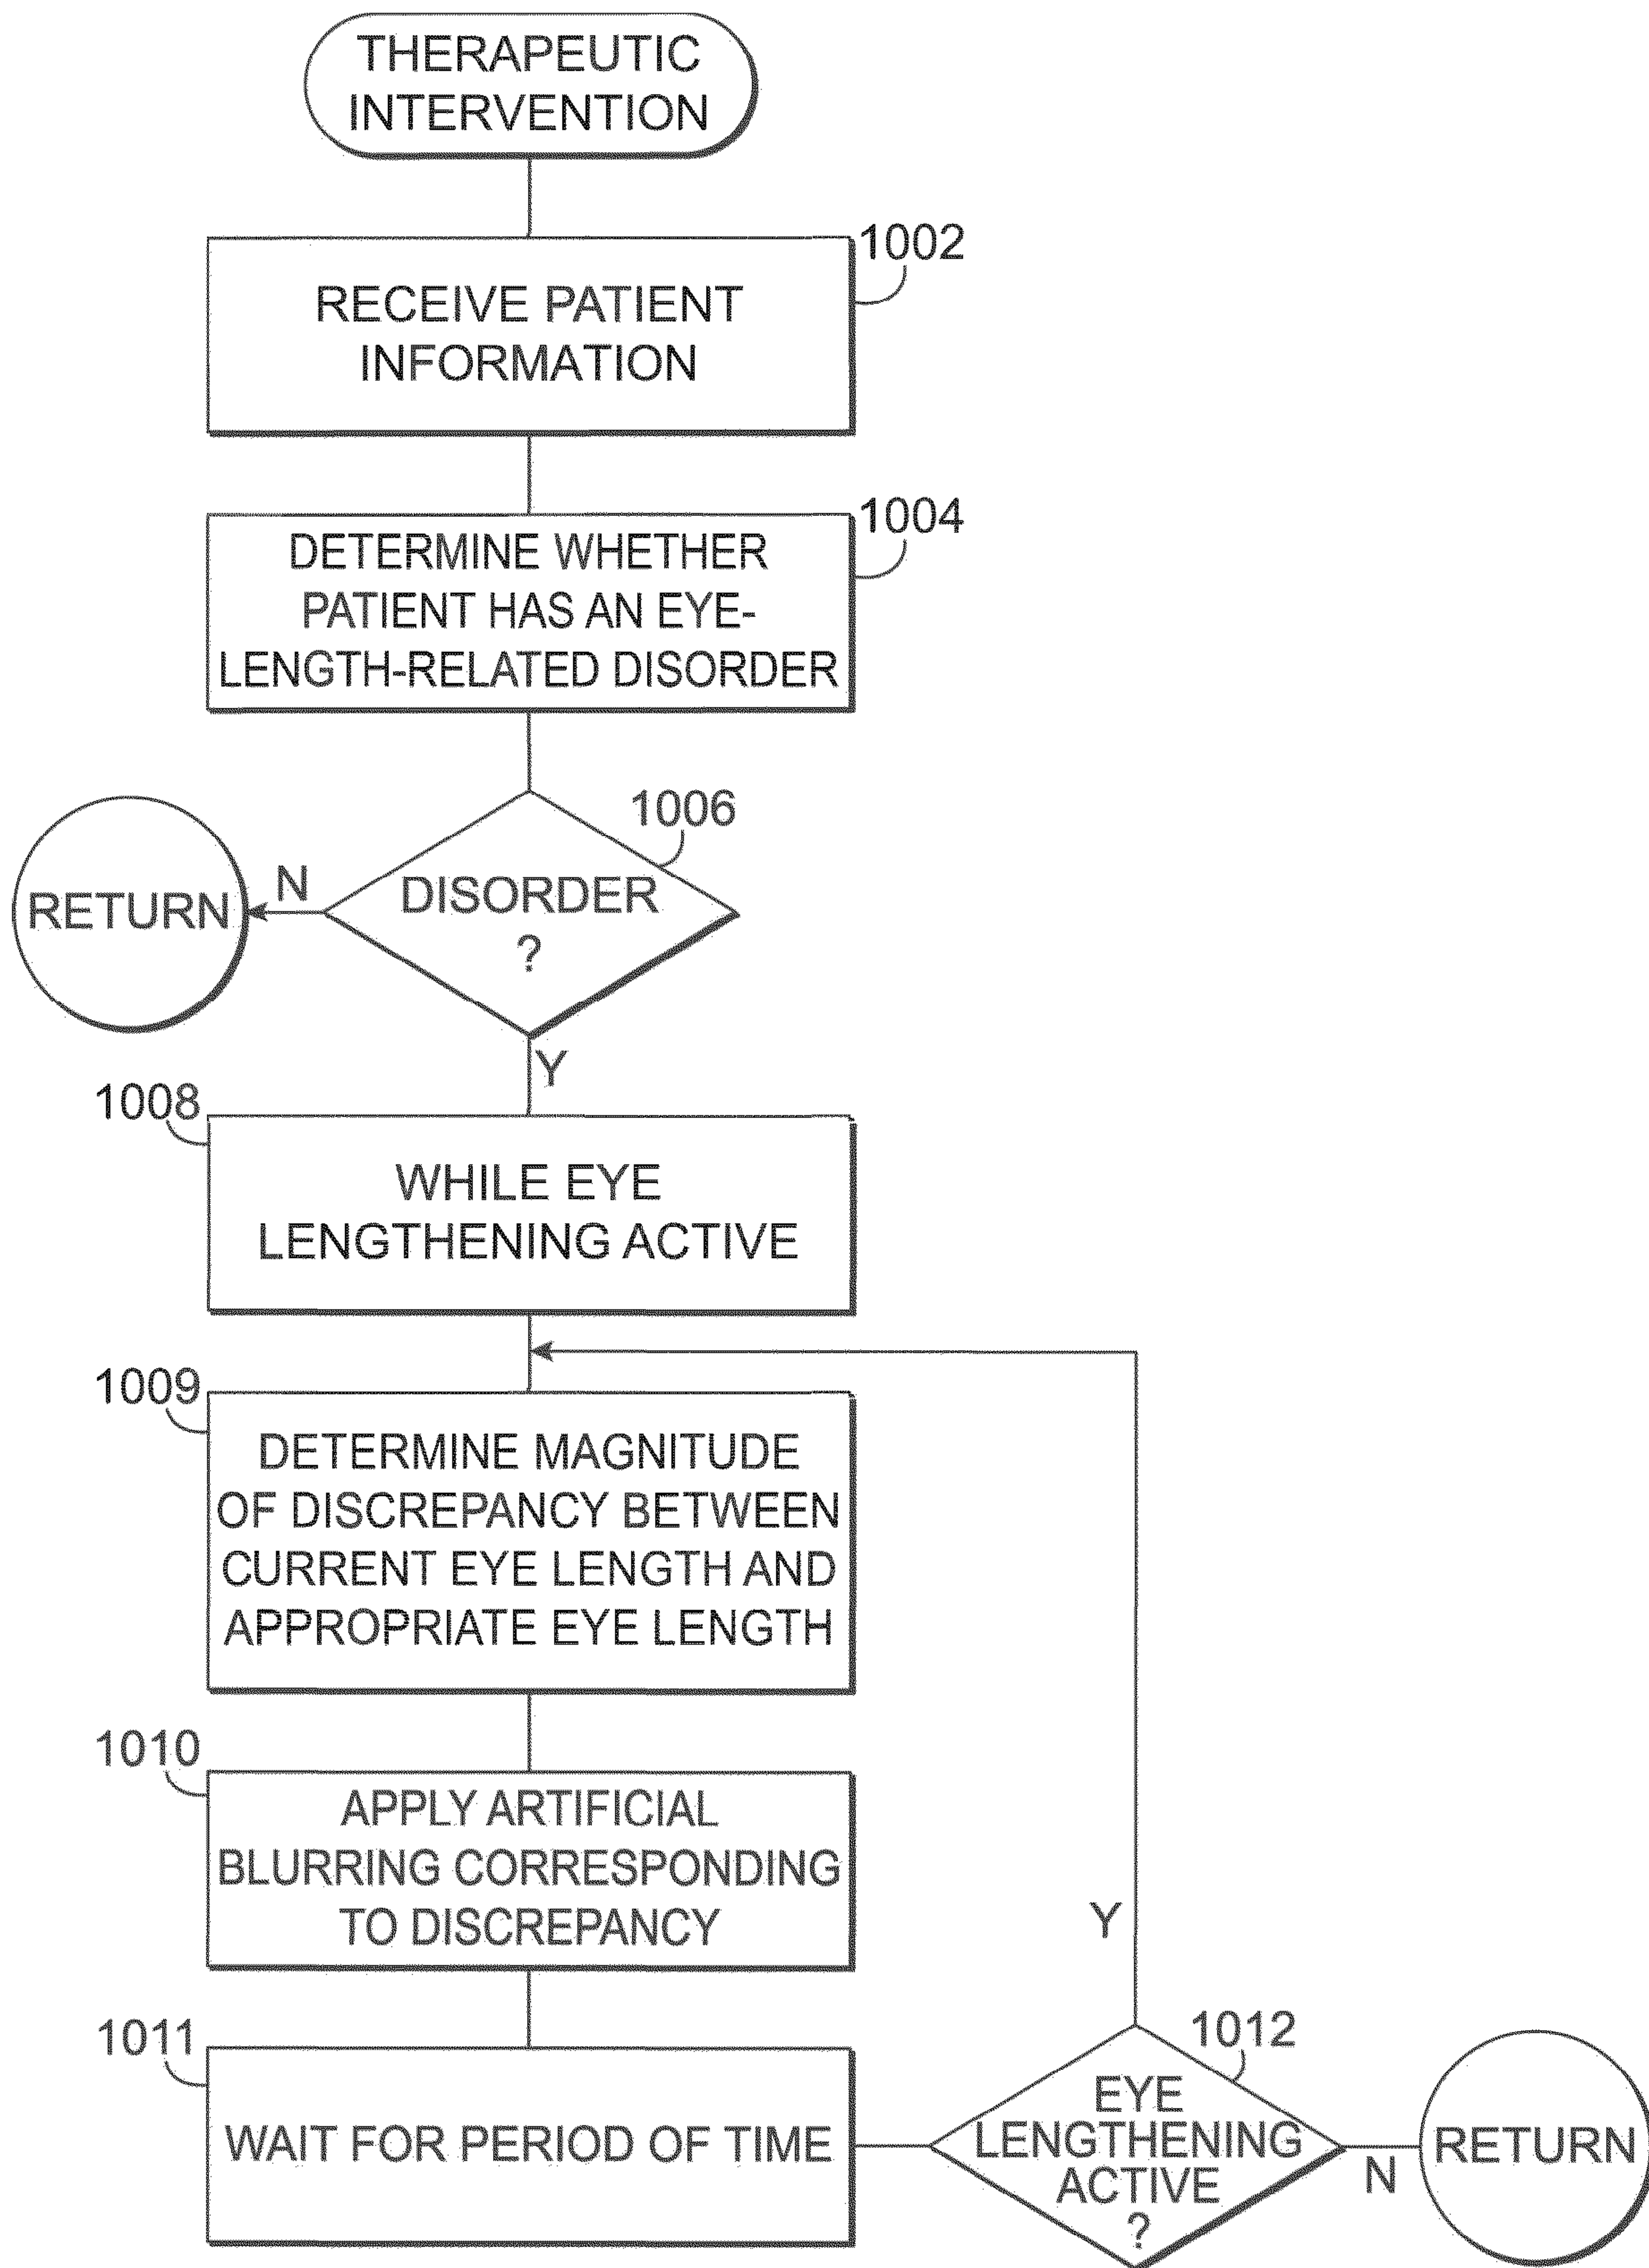 THERAPEUTIC
INTERVENTION
1002
RECEIVE PATIENT
INFORMATION
1004
DETERMINE WHETHER
PATIENT HAS AN EYE-
LENGTH-RELATED DISORDER
1006
DISORDER
?
N
RETURN
Y
1008
WHILE EYE
LENGTHENING ACTIVE
1009
DETERMINE MAGNITUDE
OF DISCREPANCY BETWEEN
CURRENT EYE LENGTH AND
APPROPRIATE EYE LENGTH
1010
APPLY ARTIFICIAL
BLURRING CORRESPONDING
TO DISCREPANCY
1011
WAIT FOR PERIOD OF TIME
Y
1012
EYE
LENGTHENING
ACTIVE
?
N
RETURN